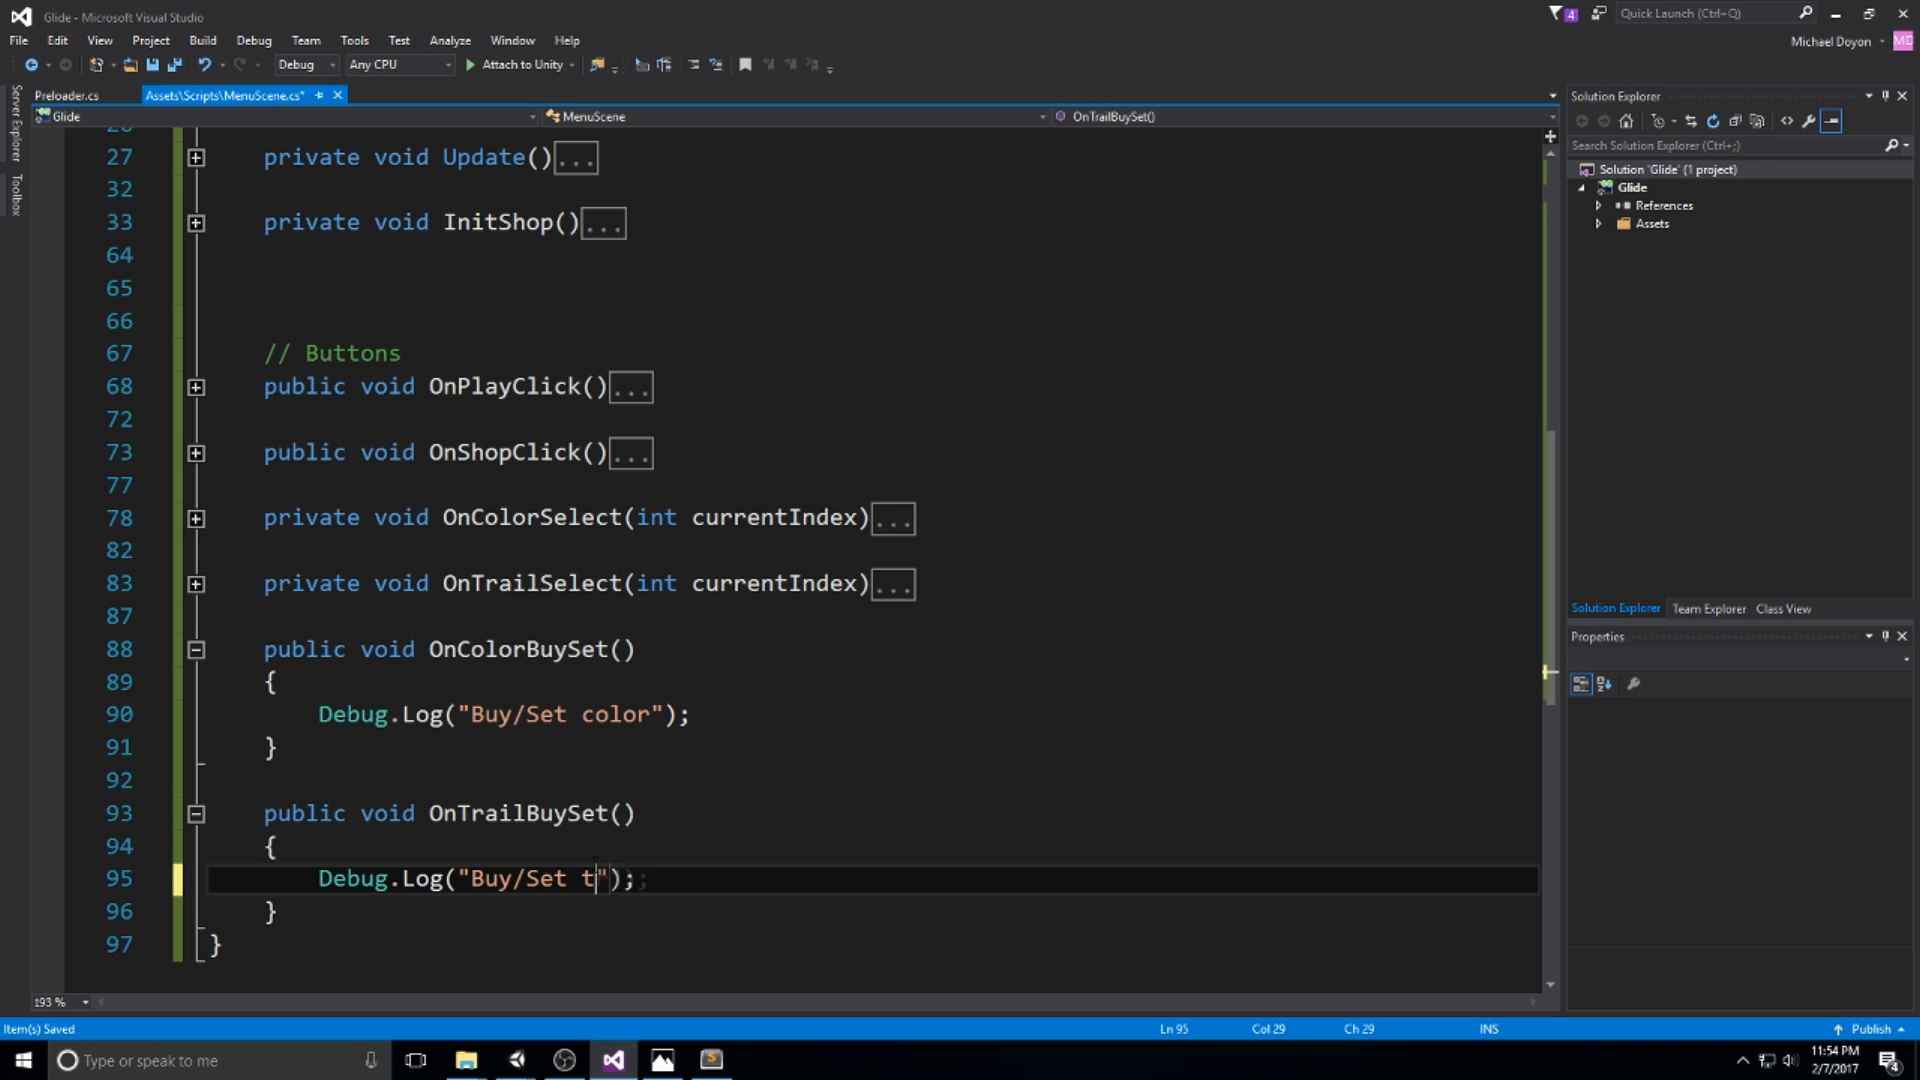 Glide - Microsoft Visual Studio
4
Quick Launch (Ctrl+Q)
File Edit View Project Build Debug Team Tools Test Analyze Window Help
Michael Doyon
MD
Debug
Any CPU
Attach to Unity
Server Explorer
Toolbox
Preloader.cs
Assets\Scripts\MenuScene.cs*
Glide
MenuScene
OnTrailBuySet()
27 private void Update()...
32
33 private void InitShop()...
64
65
66
67 // Buttons
68 public void OnPlayClick()...
72
73 public void OnShopClick()...
77
78 private void OnColorSelect(int currentIndex)...
82
83 private void OnTrailSelect(int currentIndex)...
87
88 public void OnColorBuySet()
89 {
90 Debug.Log("Buy/Set color");
91 }
92
93 public void OnTrailBuySet()
94 {
95 Debug.Log("Buy/Set t");
96 }
97 }
193 %
Solution Explorer
Search Solution Explorer (Ctrl+;)
Solution 'Glide' (1 project)
Glide
References
Assets
Solution Explorer Team Explorer Class View
Properties
Item(s) Saved
Ln 95
Col 29
Ch 29
INS
Publish
Type or speak to me
11:54 PM
2/7/2017
4